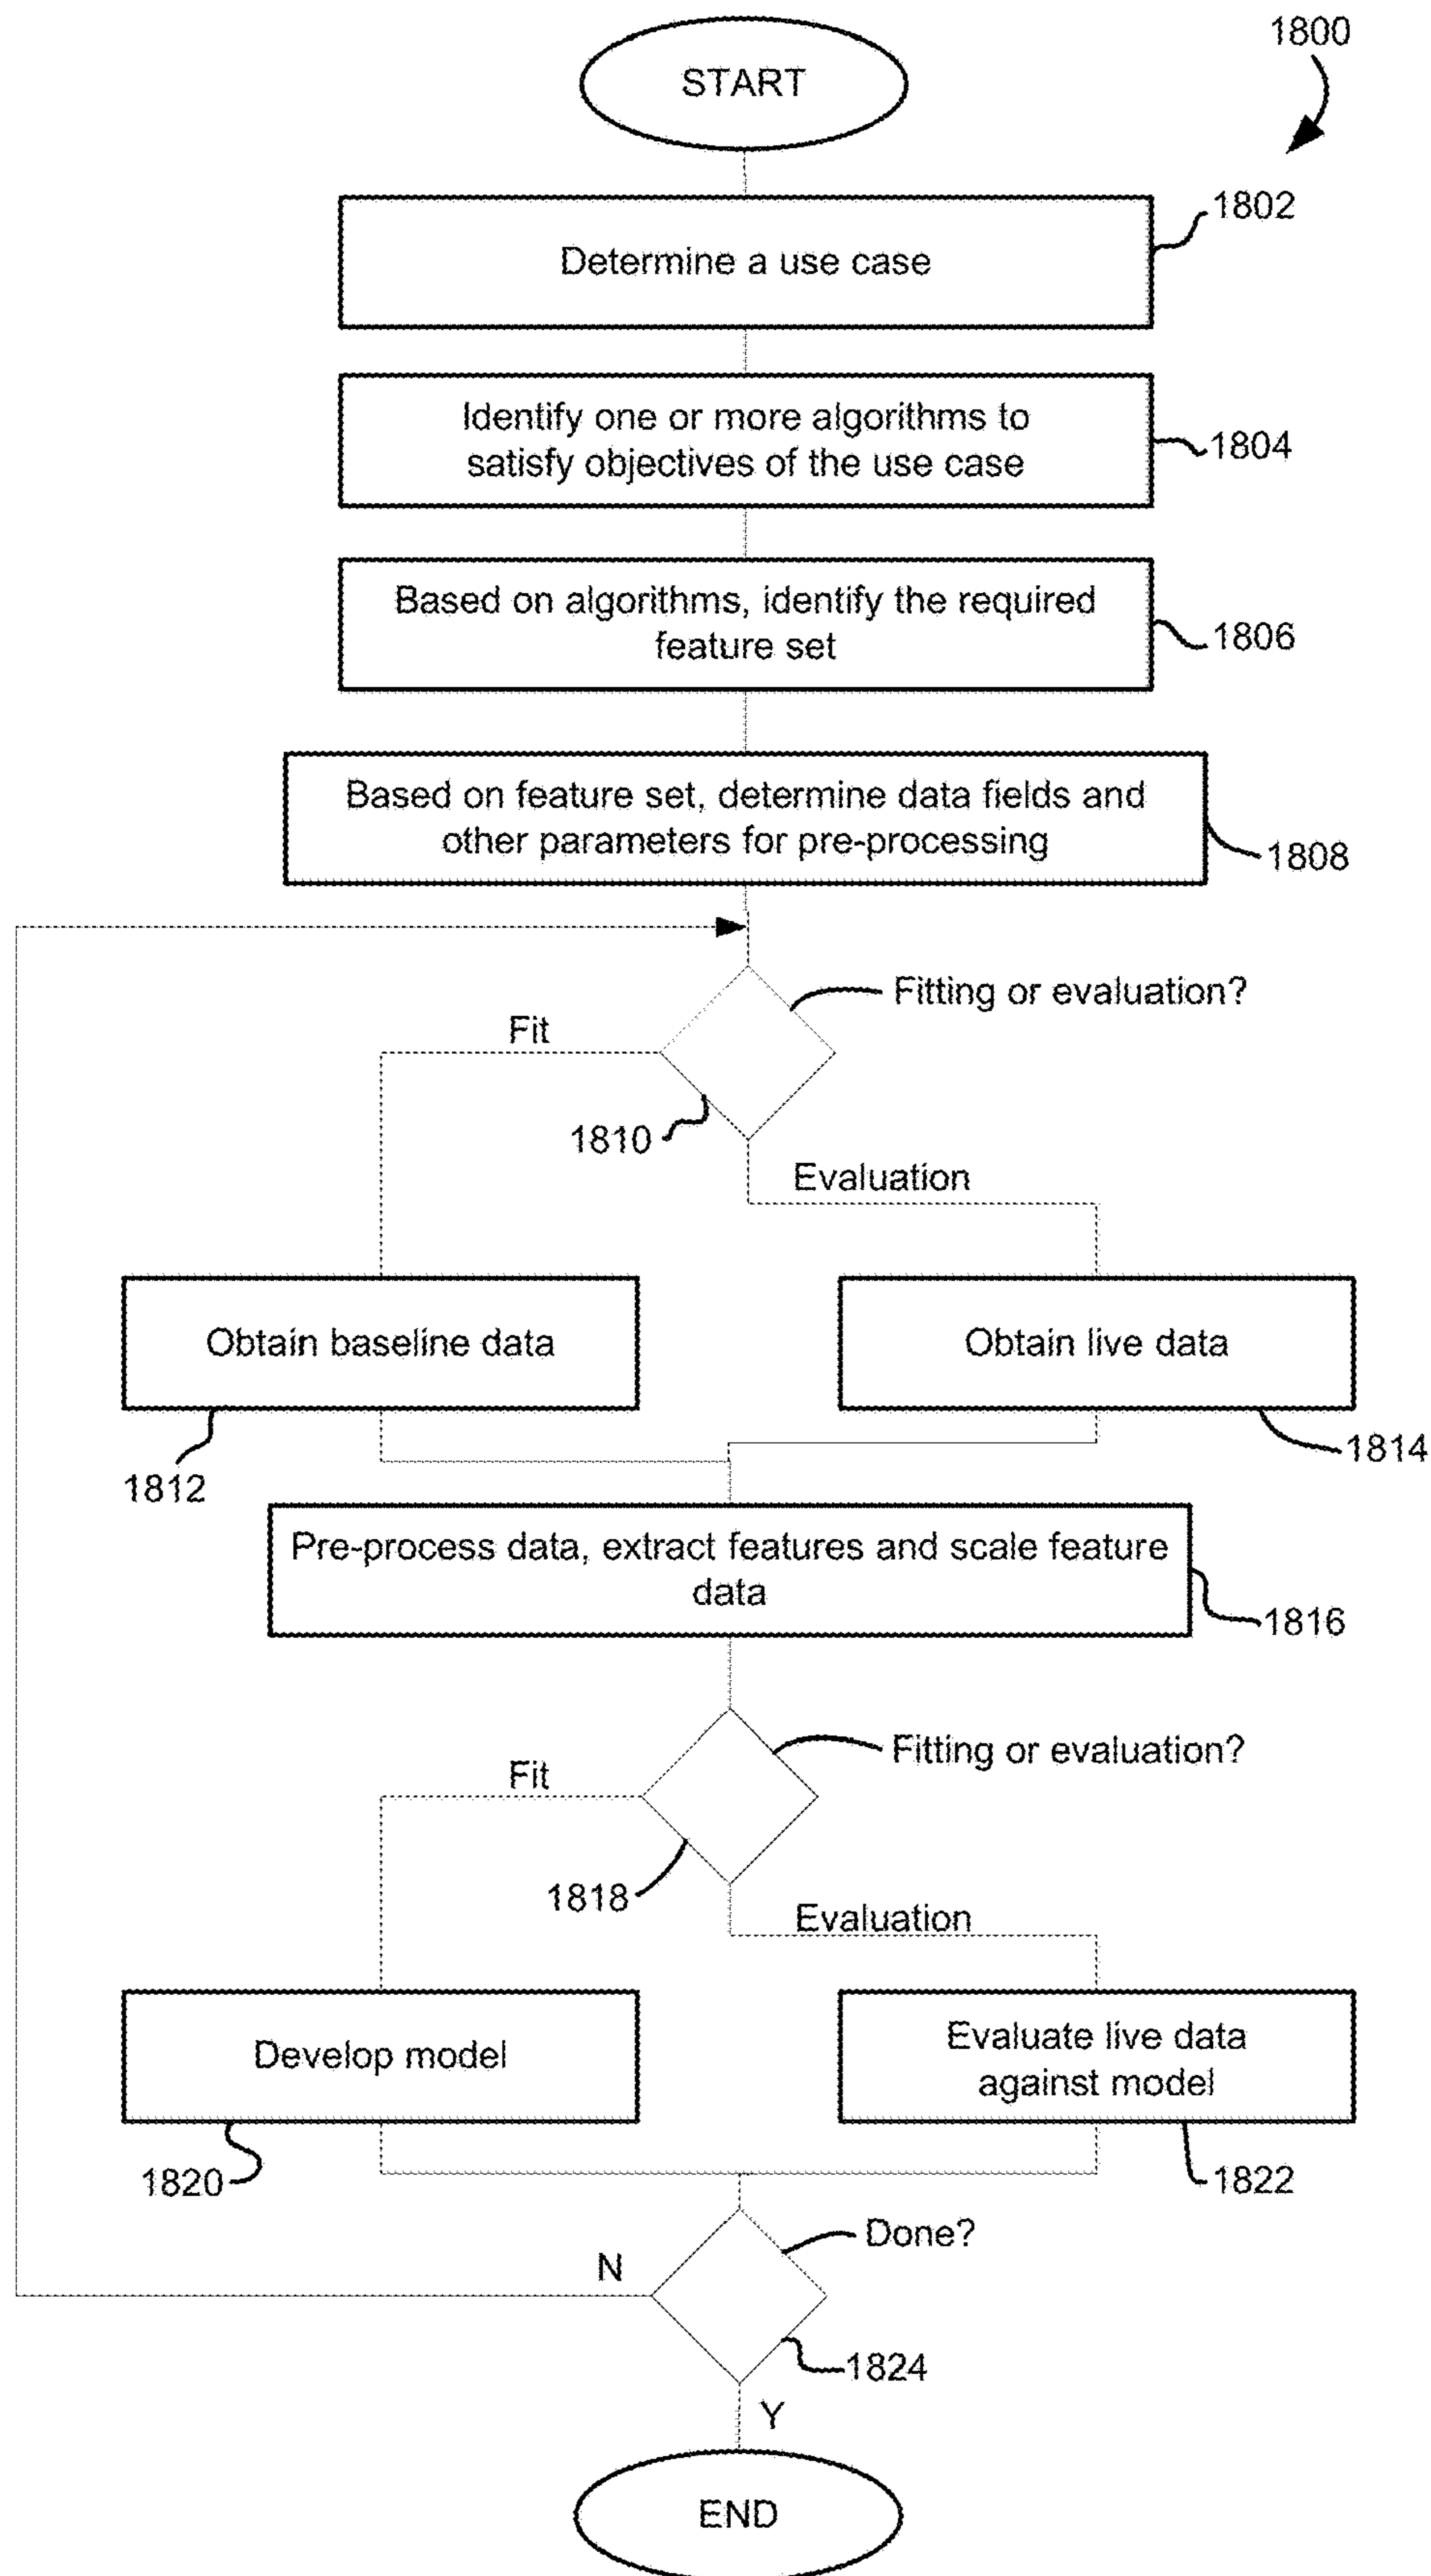 1800
START
1802
Determine a use case
Identify one or more algorithms to
satisfy objectives of the use case
1804
Based on algorithms, identify the required
feature set
1806
Based on feature set, determine data fields and
other parameters for pre-processing
1808
Fitting or evaluation?
Fit
1810
Evaluation
Obtain baseline data
Obtain live data
1812
1814
Pre-process data, extract features and scale feature
data
1816
Fitting or evaluation?
Fit
1818
Evaluation
Develop model
Evaluate live data
against model
1820
1822
Done?
N
1824
Y
END